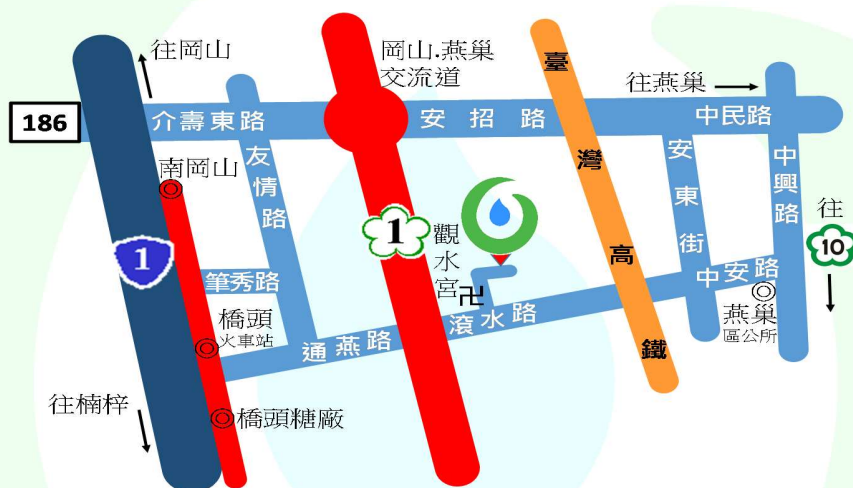 往岡山
岡山.燕巢
交流道
臺灣高鐵
往燕巢
186
介壽東路
安招路
中民路
友情路
南岡山
安東街
中興路
往
10
1
1
觀水宮
卍
筆秀路
中安路
橋頭
火車站
通燕路
滾水路
燕巢
區公所
往楠梓
橋頭糖廠